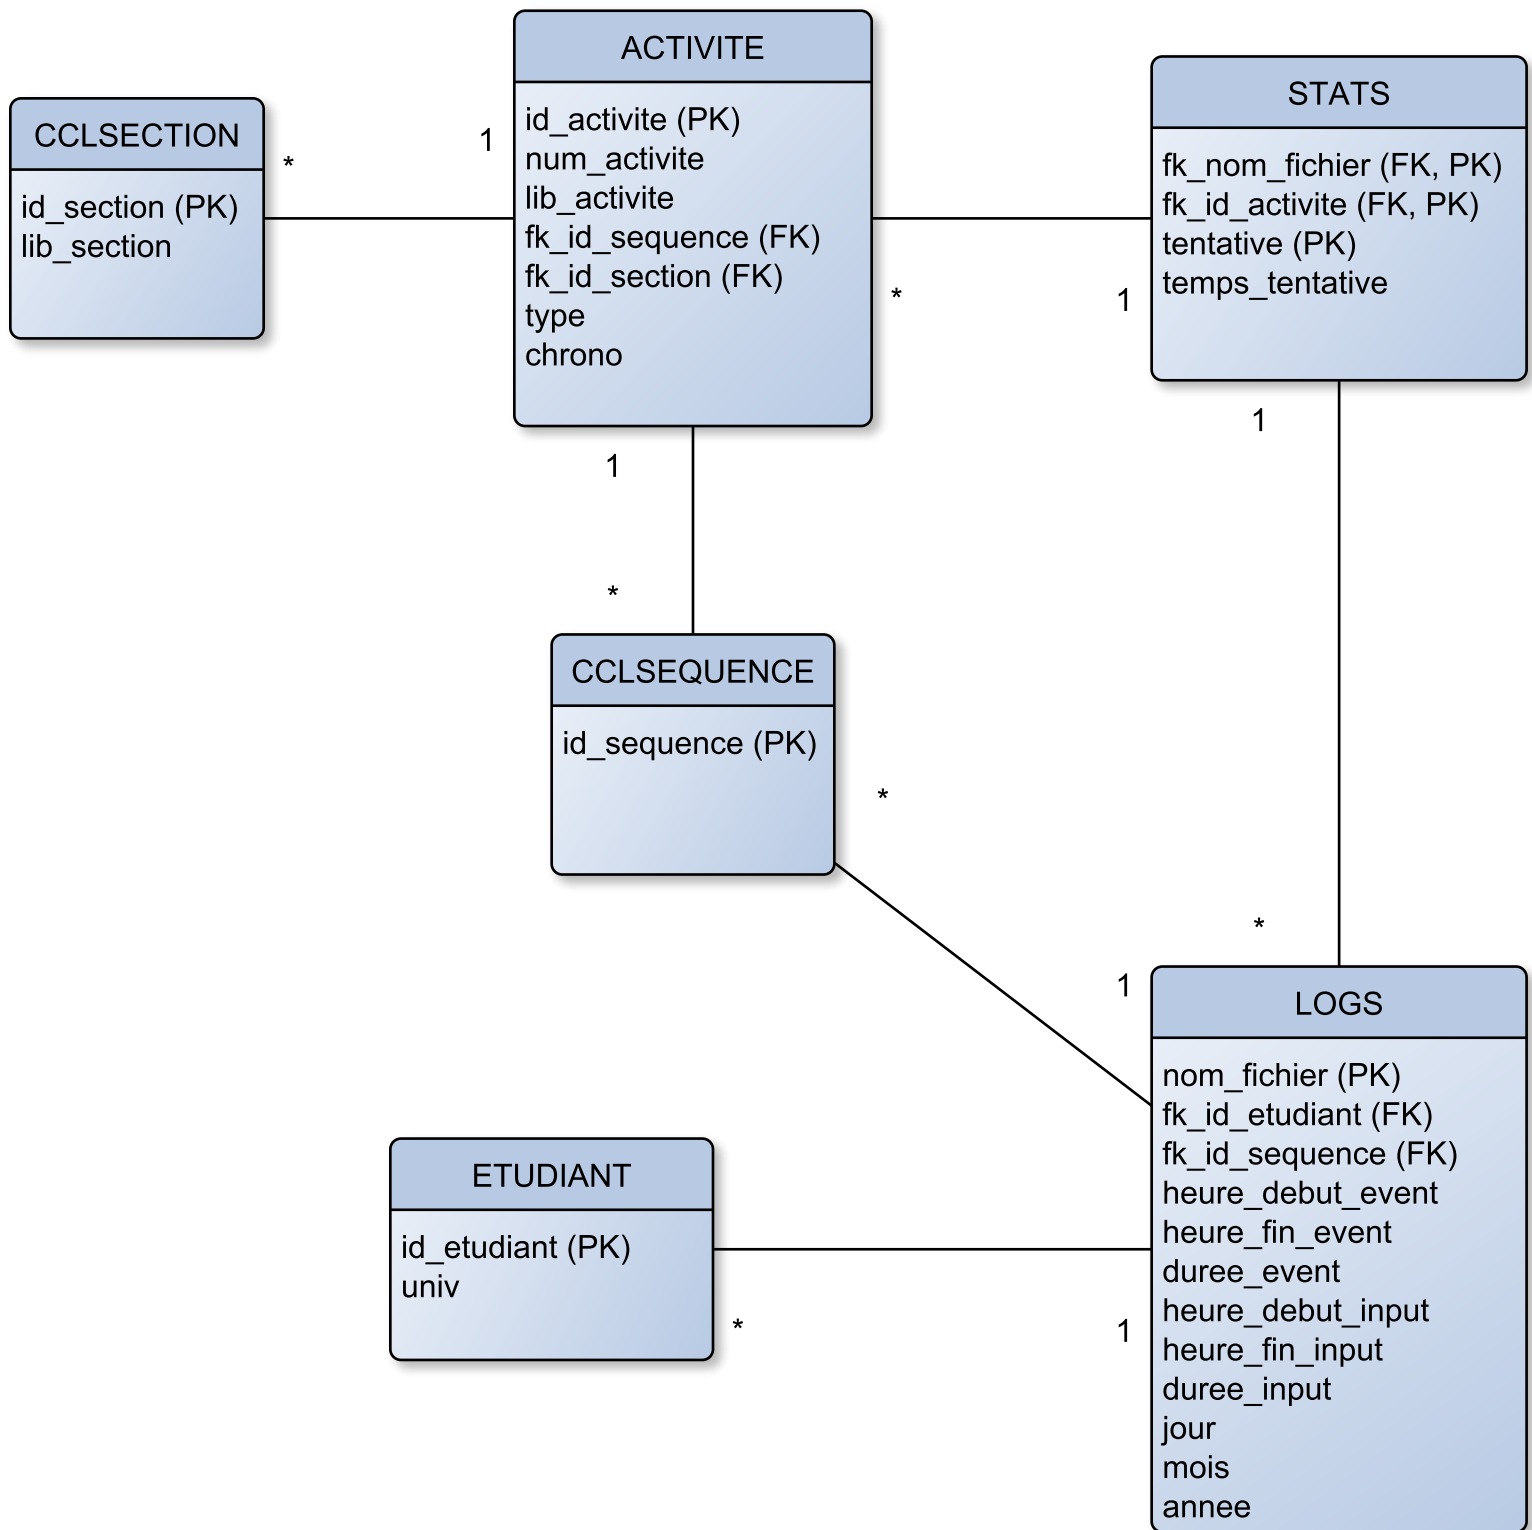 ACTIVITE
id_activite (PK)
num_activite
lib_activite
fk_id_sequence (FK)
fk_id_section (FK)
type
chrono
STATS
fk_nom_fichier (FK, PK)
fk_id_activite (FK, PK)
tentative (PK)
temps_tentative
CCLSECTION
id_section (PK)
lib_section
*
1
*
1
1
*
1
*
CCLSEQUENCE
id_sequence (PK)
*
1
LOGS
nom_fichier (PK)
fk_id_etudiant (FK)
fk_id_sequence (FK)
heure_debut_event
heure_fin_event
duree_event
heure_debut_input
heure_fin_input
duree_input
jour
mois
annee
ETUDIANT
id_etudiant (PK)
univ
*
1